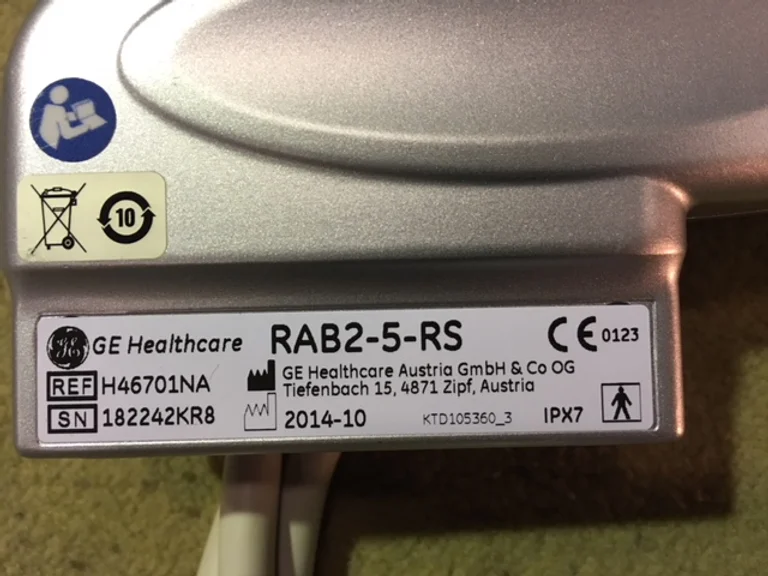 10
GE Healthcare RAB2-5-RS CE 0123
REF H46701NA
GE Healthcare Austria GmbH & Co OG
Tiefenbach 15, 4871 Zipf, Austria
SN 182242KR8 2014-10 KTD105360_3 IPX7